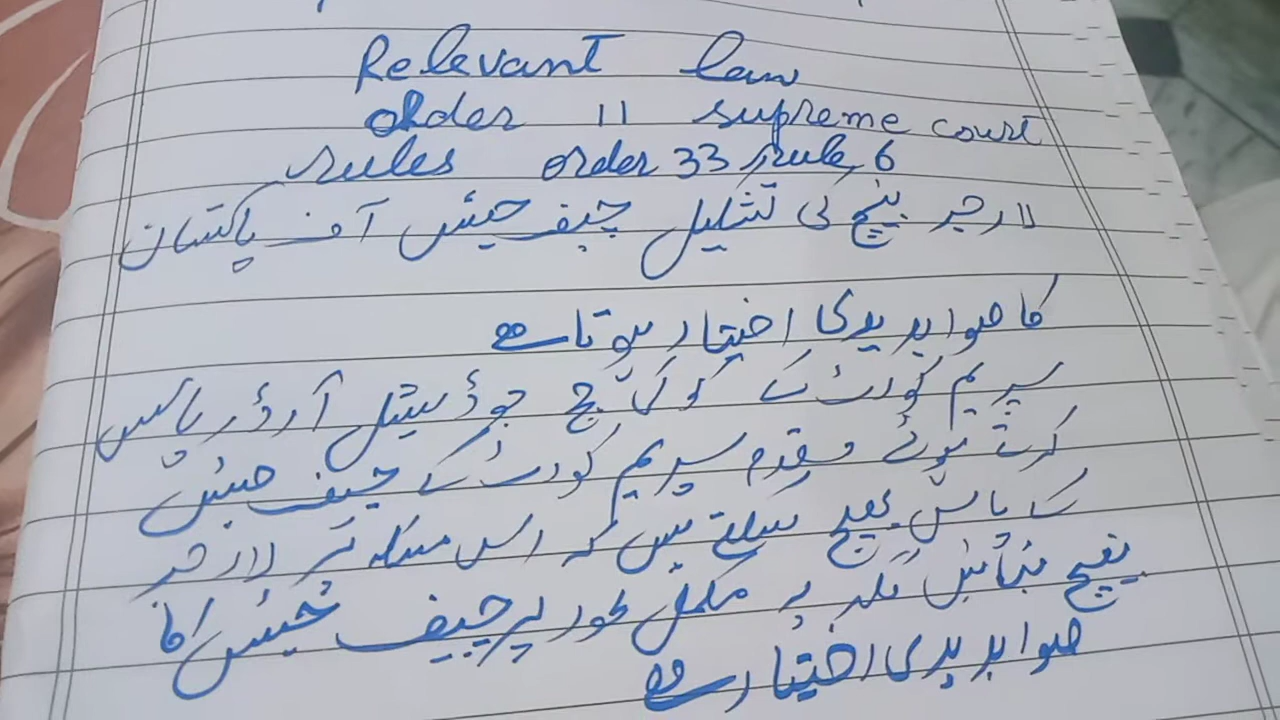 Relevant law
order 11 supreme court
rules order 33 rule 6
لارجر بنچ کی تشکیل چیف جسٹس آف پاکستان
کا صوابدیدی اختیار ہوتا ہے
سپریم کورٹ کے کوئی جج جوڈیشل آرڈر پاس
کرتے ہوئے مقدمہ سپریم کورٹ کے چیف جسٹس
کے پاس بھیج سکتے ہیں کہ اس مسئلہ پر لارجر
بنچ بنائیں مگر یہ مکمل طور پر چیف جسٹس کا
صوابدیدی اختیار ہے